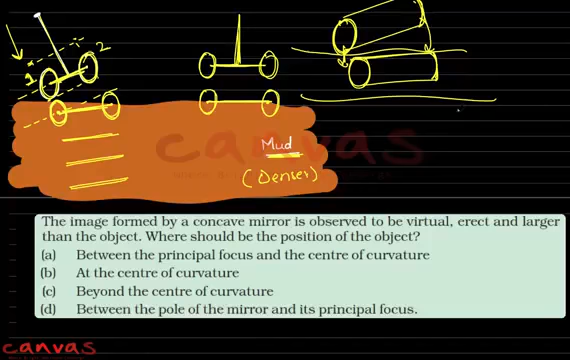 1
2
canvas
Mud
(Denser)
The image formed by a concave mirror is observed to be virtual, erect and larger
than the object. Where should be the position of the object?
(a) Between the principal focus and the centre of curvature
(b) At the centre of curvature
(c) Beyond the centre of curvature
(d) Between the pole of the mirror and its principal focus.
canvas